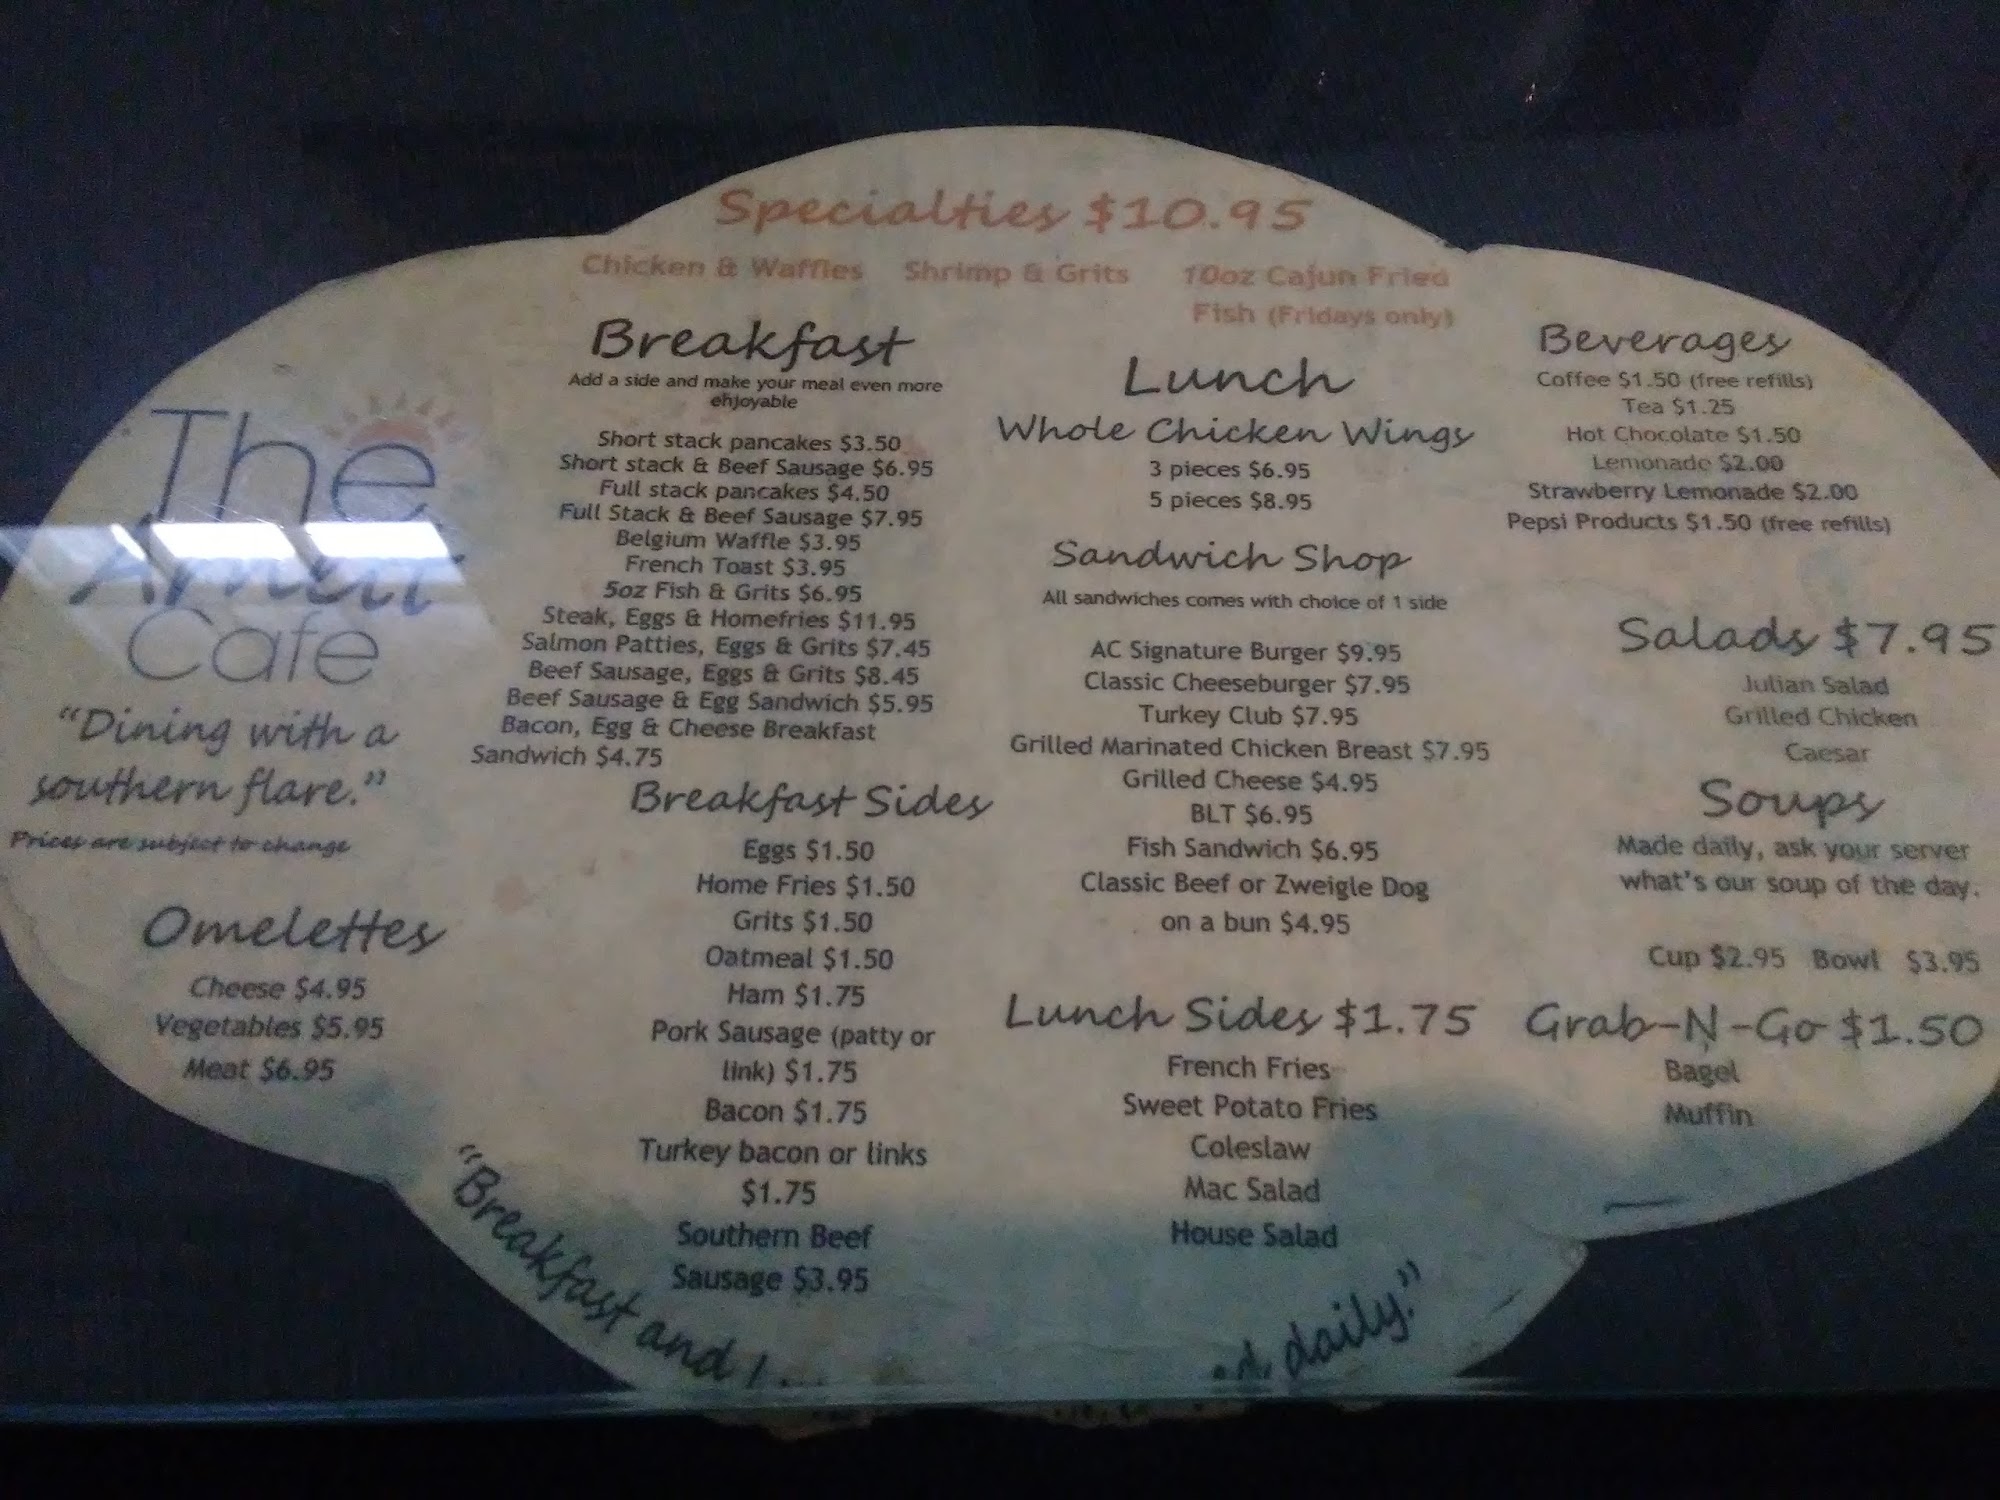 Specialties $10.95
Chicken & Waffles Shrimp & Grits 10oz Cajun Fried
Fish (Fridays only)
The
Cafe
"Dining with a
southern flare."
Prices are subject to change
Omelettes
Cheese $4.95
Vegetables $5.95
Meat $6.95
Breakfast
Add a side and make your meal even more
enjoyable
Short stack pancakes $3.50
Short stack & Beef Sausage $6.95
Full stack pancakes $4.50
Full Stack & Beef Sausage $7.95
Belgium Waffle $3.95
French Toast $3.95
5oz Fish & Grits $6.95
Steak, Eggs & Homefries $11.95
Salmon Patties, Eggs & Grits $7.45
Beef Sausage, Eggs & Grits $8.45
Beef Sausage & Egg Sandwich $5.95
Bacon, Egg & Cheese Breakfast
Sandwich $4.75
Breakfast Sides
Eggs $1.50
Home Fries $1.50
Grits $1.50
Oatmeal $1.50
Ham $1.75
Pork Sausage (patty or
link) $1.75
Bacon $1.75
Turkey bacon or links
$1.75
Southern Beef
Sausage $3.95
Lunch
Whole Chicken Wings
3 pieces $6.95
5 pieces $8.95
Sandwich Shop
All sandwiches comes with choice of 1 side
AC Signature Burger $9.95
Classic Cheeseburger $7.95
Turkey Club $7.95
Grilled Marinated Chicken Breast $7.95
Grilled Cheese $4.95
BLT $6.95
Fish Sandwich $6.95
Classic Beef or Zweigle Dog
on a bun $4.95
Lunch Sides $1.75
French Fries
Sweet Potato Fries
Coleslaw
Mac Salad
House Salad
Beverages
Coffee $1.50 (free refills)
Tea $1.25
Hot Chocolate $1.50
Lemonade $2.00
Strawberry Lemonade $2.00
Pepsi Products $1.50 (free refills)
Salads $7.95
Julian Salad
Grilled Chicken
Caesar
Soups
Made daily, ask your server
what's our soup of the day.
Cup $2.95 Bowl $3.95
Grab-N-Go $1.50
Bagel
Muffin
"Breakfast and daily."